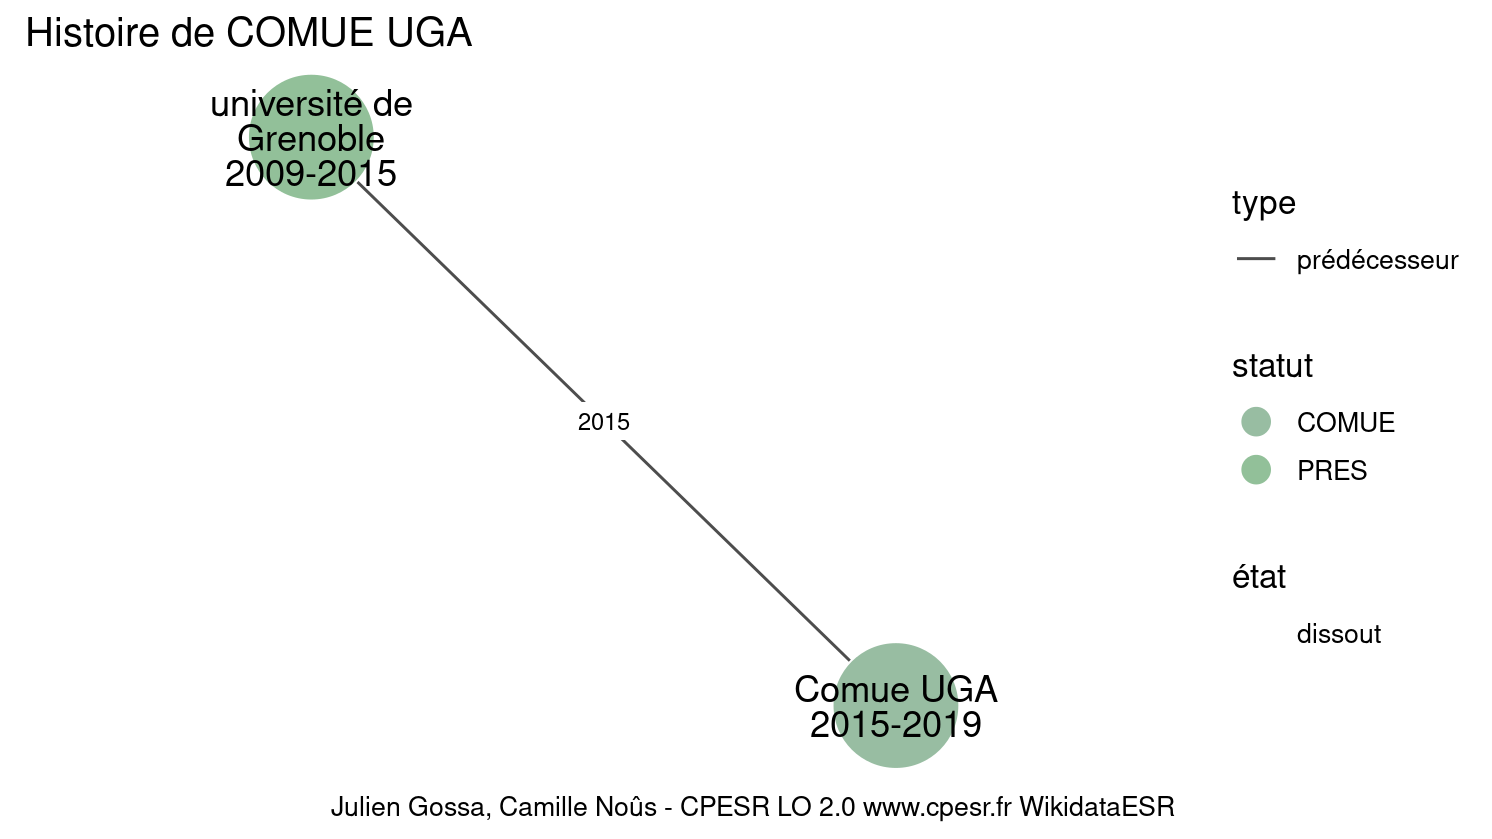 Histoire de COMUE UGA
université de
Grenoble
2009-2015
2015
Comue UGA
2015-2019
type
prédécesseur
statut
COMUE
PRES
état
dissout
Julien Gossa, Camille Noûs - CPESR LO 2.0 www.cpesr.fr WikidataESR